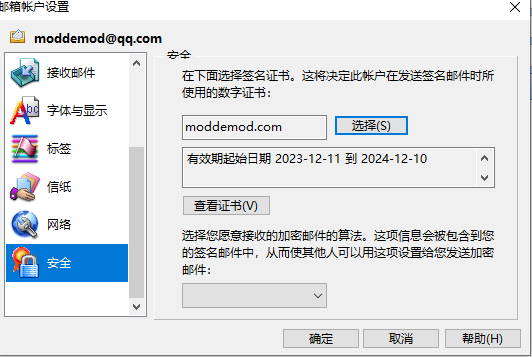 邮箱帐户设置
moddemod@qq.com
接收邮件
字体与显示
标签
信纸
网络
安全
安全
在下面选择签名证书。这将决定此帐户在发送签名邮件时所
使用的数字证书：
moddemod.com
选择(S)
有效期起始日期 2023-12-11 到 2024-12-10
查看证书(V)
选择您愿意接收的加密邮件的算法。这项信息会被包含到您
的签名邮件中，从而使其他人可以用这项设置给您发送加密
邮件：
确定
取消
帮助(H)